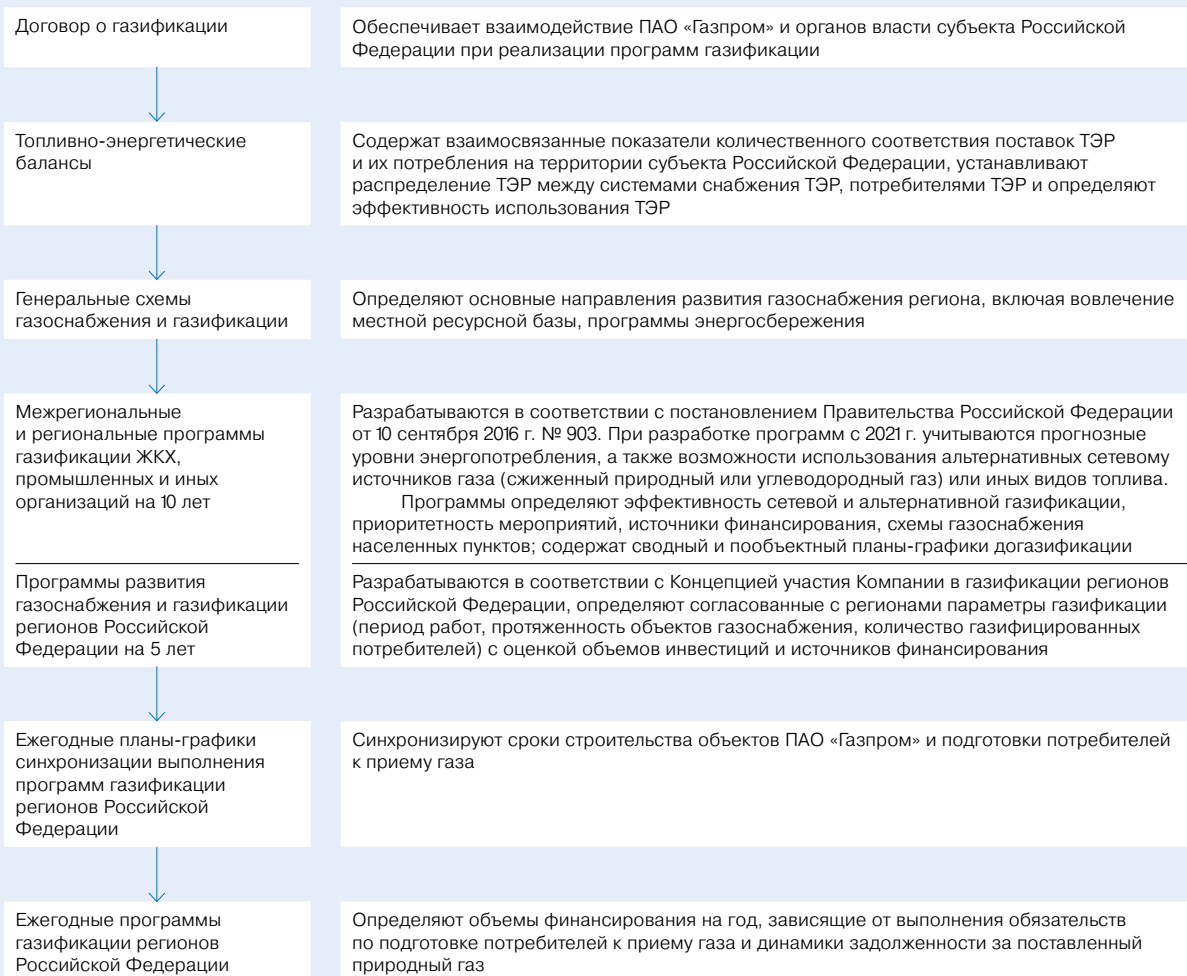 Договор о газификации
Обеспечивает взаимодействие ПАО «Газпром» и органов власти субъекта Российской
Федерации при реализации программ газификации
Топливно-энергетические
балансы
Содержат взаимосвязанные показатели количественного соответствия поставок ТЭР
и их потребления на территории субъекта Российской Федерации, устанавливают
распределение ТЭР между системами снабжения ТЭР, потребителями ТЭР и определяют
эффективность использования ТЭР
Генеральные схемы
газоснабжения и газификации
Определяют основные направления развития газоснабжения региона, включая вовлечение
местной ресурсной базы, программы энергосбережения
Межрегиональные
и региональные программы
газификации ЖКХ,
промышленных и иных
организаций на 10 лет
Разрабатываются в соответствии с постановлением Правительства Российской Федерации
от 10 сентября 2016 г. № 903. При разработке программ с 2021 г. учитываются прогнозные
уровни энергопотребления, а также возможности использования альтернативных сетевому
источников газа (сжиженный природный или углеводородный газ) или иных видов топлива.
Программы определяют эффективность сетевой и альтернативной газификации,
приоритетность мероприятий, источники финансирования, схемы газоснабжения
населенных пунктов; содержат сводный и пообъектный планы-графики догазификации
Программы развития
газоснабжения и газификации
регионов Российской
Федерации на 5 лет
Разрабатываются в соответствии с Концепцией участия Компании в газификации регионов
Российской Федерации, определяют согласованные с регионами параметры газификации
(период работ, протяженность объектов газоснабжения, количество газифицированных
потребителей) с оценкой объемов инвестиций и источников финансирования
Ежегодные планы-графики
синхронизации выполнения
программ газификации
регионов Российской
Федерации
Синхронизируют сроки строительства объектов ПАО «Газпром» и подготовки потребителей
к приему газа
Ежегодные программы
газификации регионов
Российской Федерации
Определяют объемы финансирования на год, зависящие от выполнения обязательств
по подготовке потребителей к приему газа и динамики задолженности за поставленный
природный газ